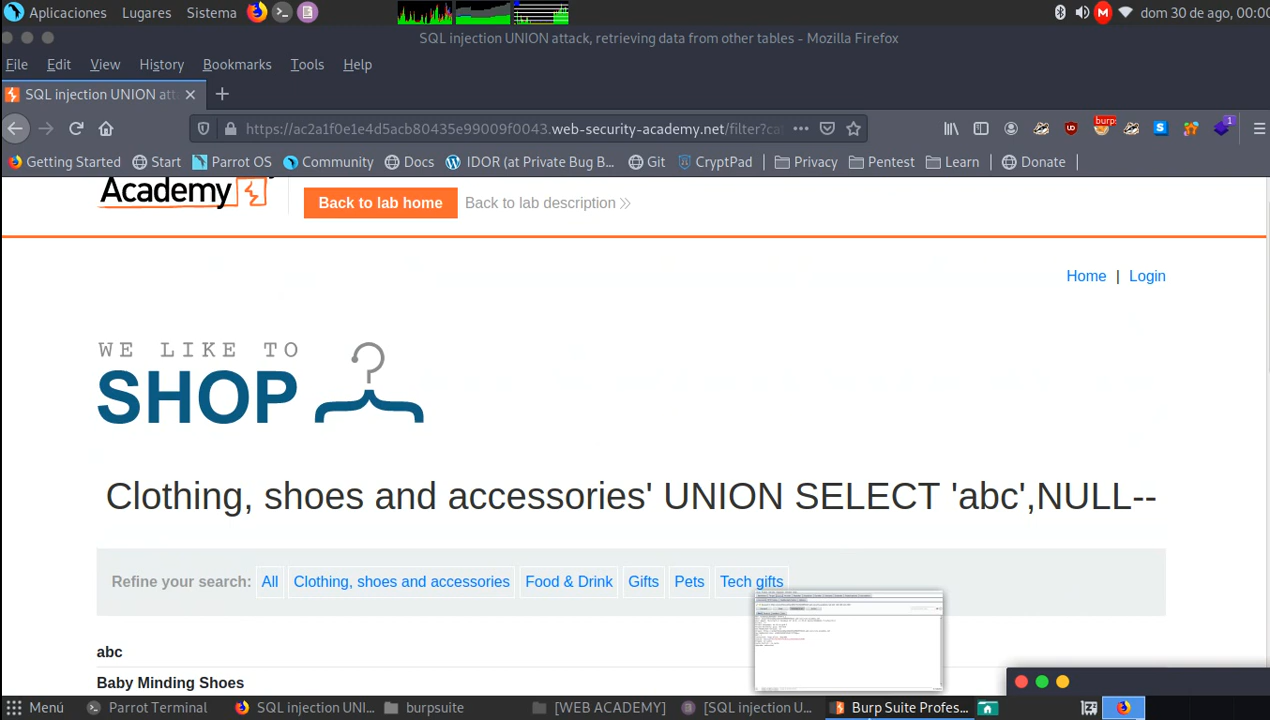 Aplicaciones Lugares Sistema dom 30 de ago, 00:00
SQL injection UNION attack, retrieving data from other tables - Mozilla Firefox
File Edit View History Bookmarks Tools Help
SQL injection UNION att
https://ac2a1f0e1e4d5acb80435e99009f0043.web-security-academy.net/filter?ca burp
Getting Started Start Parrot OS Community Docs IDOR (at Private Bug B... Git CryptPad Privacy Pentest Learn Donate
Academy Back to lab home Back to lab description
Home | Login
WE LIKE TO
SHOP
Clothing, shoes and accessories' UNION SELECT 'abc',NULL--
Refine your search: All Clothing, shoes and accessories Food & Drink Gifts Pets Tech gifts
abc
Baby Minding Shoes
Menú Parrot Terminal SQL injection UNI... burpsuite [WEB ACADEMY] [SQL injection U... Burp Suite Profes...